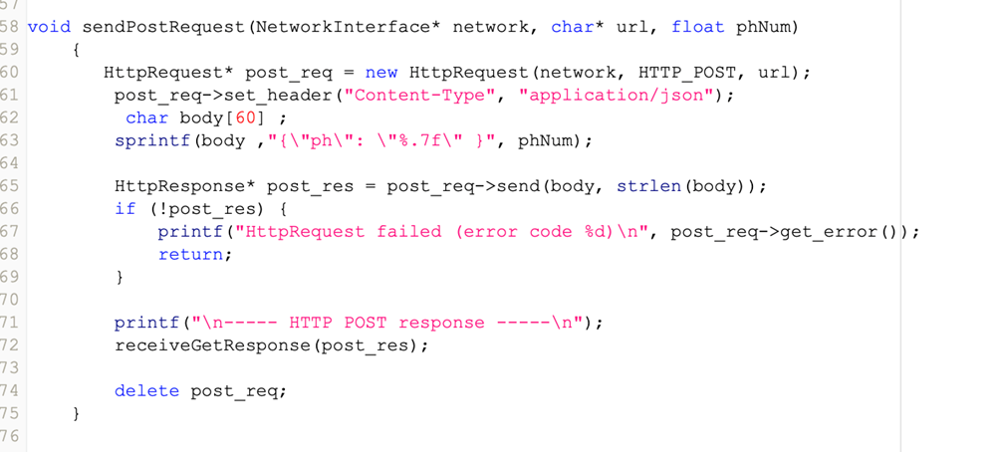 57
58 void sendPostRequest(NetworkInterface* network, char* url, float phNum)
59     {
60        HttpRequest* post_req = new HttpRequest(network, HTTP_POST, url);
61         post_req->set_header("Content-Type", "application/json");
62          char body[60] ;
63         sprintf(body ,"{\"ph\": \"%.7f\" }", phNum);
64
65         HttpResponse* post_res = post_req->send(body, strlen(body));
66         if (!post_res) {
67             printf("HttpRequest failed (error code %d)\n", post_req->get_error());
68             return;
69         }
70
71         printf("\n----- HTTP POST response -----\n");
72         receiveGetResponse(post_res);
73
74         delete post_req;
75     }
76